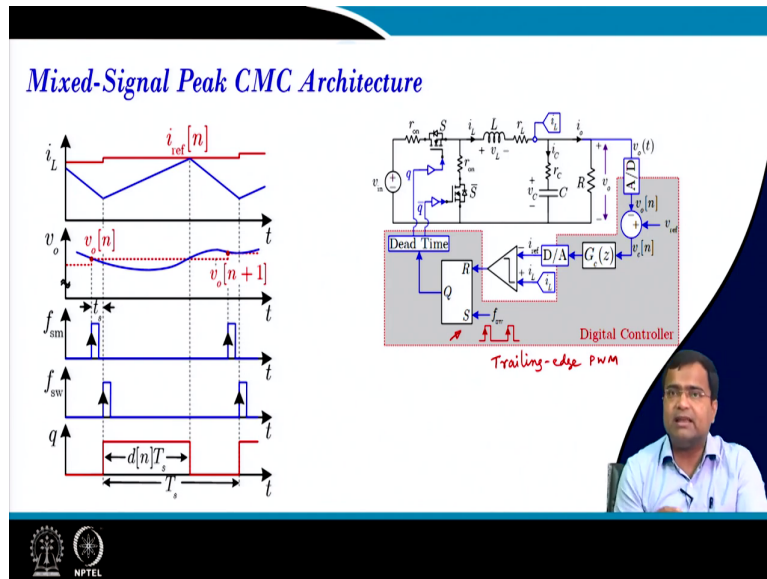 Mixed-Signal Peak CMC Architecture
i_L
i_ref[n]
t
v_o
v_o[n]
v_o[n+1]
t_s
t
f_sm
t
f_sw
t
q
d[n]T_s
T_s
t
r_on
S
i_L
L
r_L
i_L
i_o
+ v_L −
v_in
q
q̅
r_on
S̅
i_C
r_C
v_C
C
R
v_o
v_o(t)
A/D
v_o[n]
v_ref
v_e[n]
Dead Time
i_ref
D/A
G_c(z)
i_L
R
Q
S
f_sw
Digital Controller
Trailing-edge PWM
NPTEL